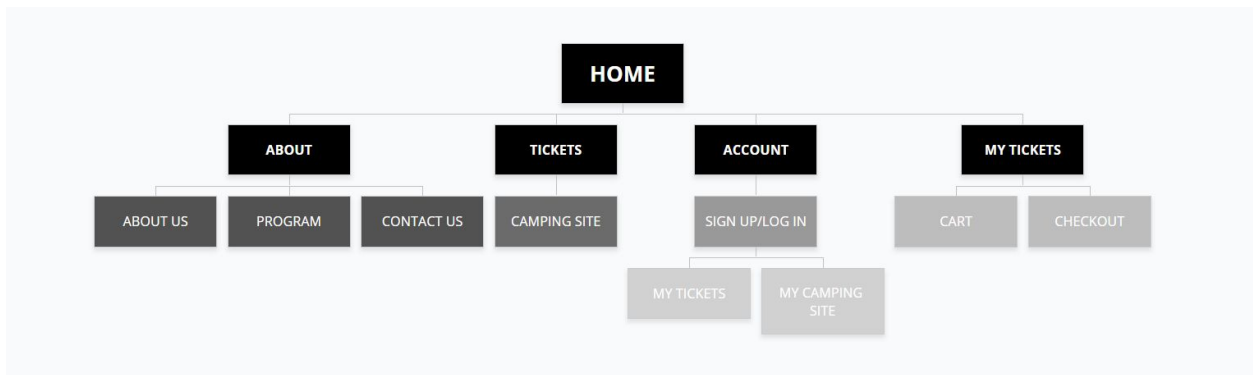 HOME
ABOUT
TICKETS
ACCOUNT
MY TICKETS
ABOUT US
PROGRAM
CONTACT US
CAMPING SITE
SIGN UP/LOG IN
CART
CHECKOUT
MY TICKETS
MY CAMPING
SITE